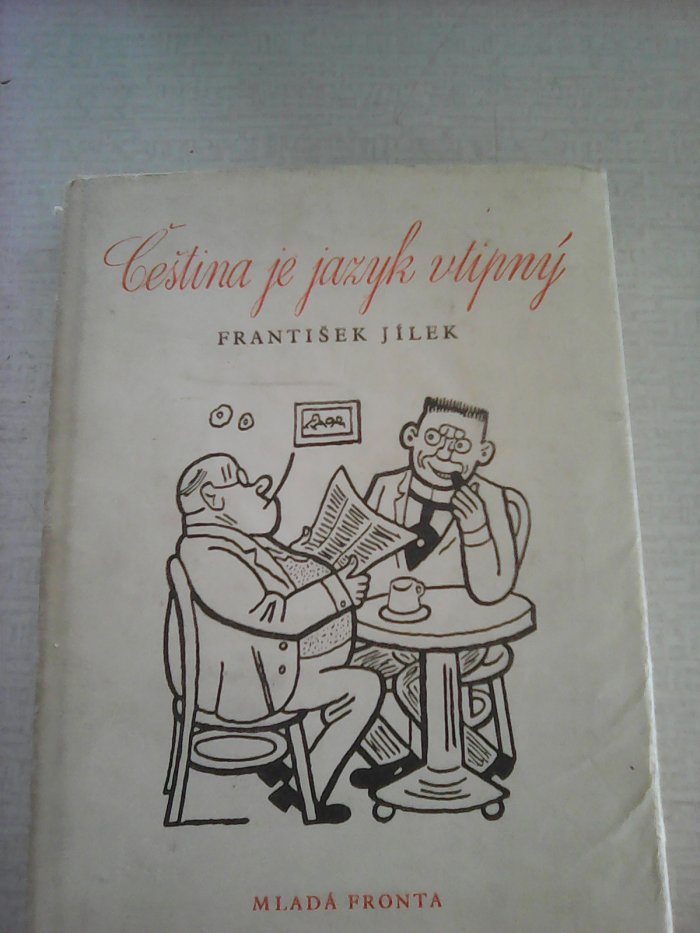 Čeština je jazyk vtipný
FRANTIŠEK JÍLEK
MLADÁ FRONTA